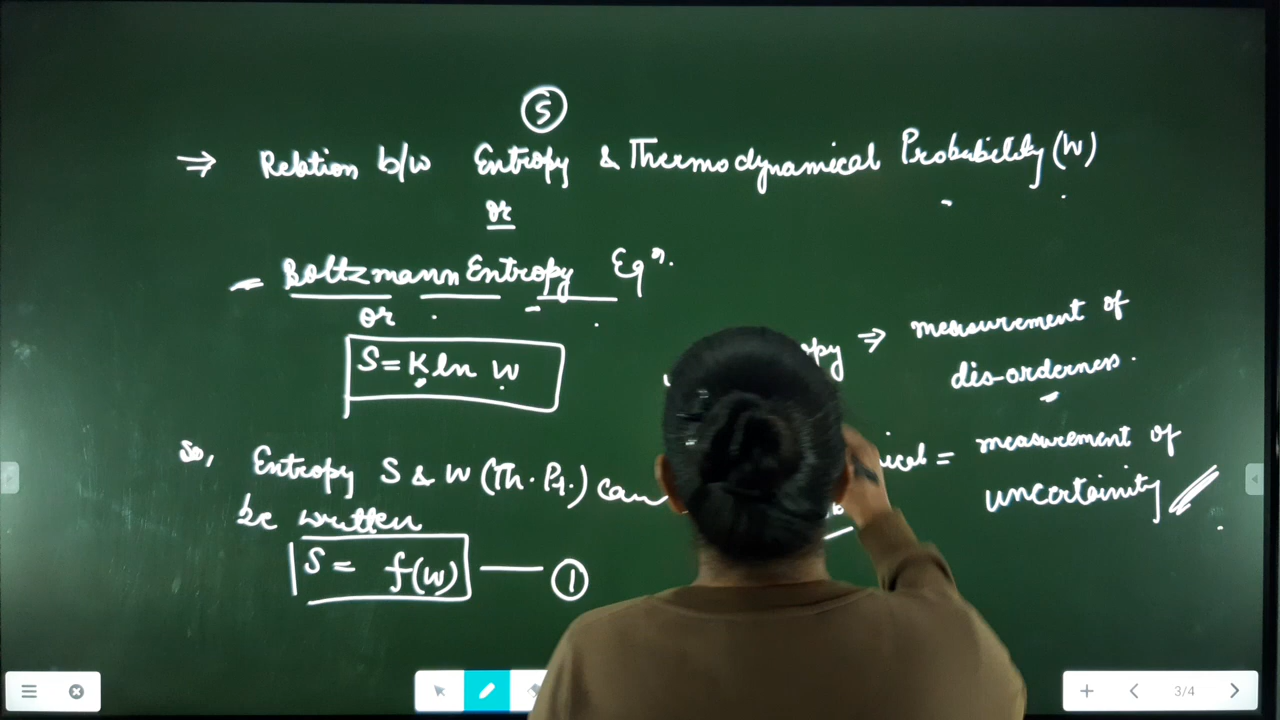 S
⇒ Relation b/w Entropy & Thermodynamical Probability (W)
or
- Boltzmann Entropy Eqⁿ.
or
S = K ln W
⇒ measurement of
dis-orderness.
So, Entropy S & W (Th. Pr.) can
be written
= measurement of
uncertainity
S = f(W) — 1
3/4